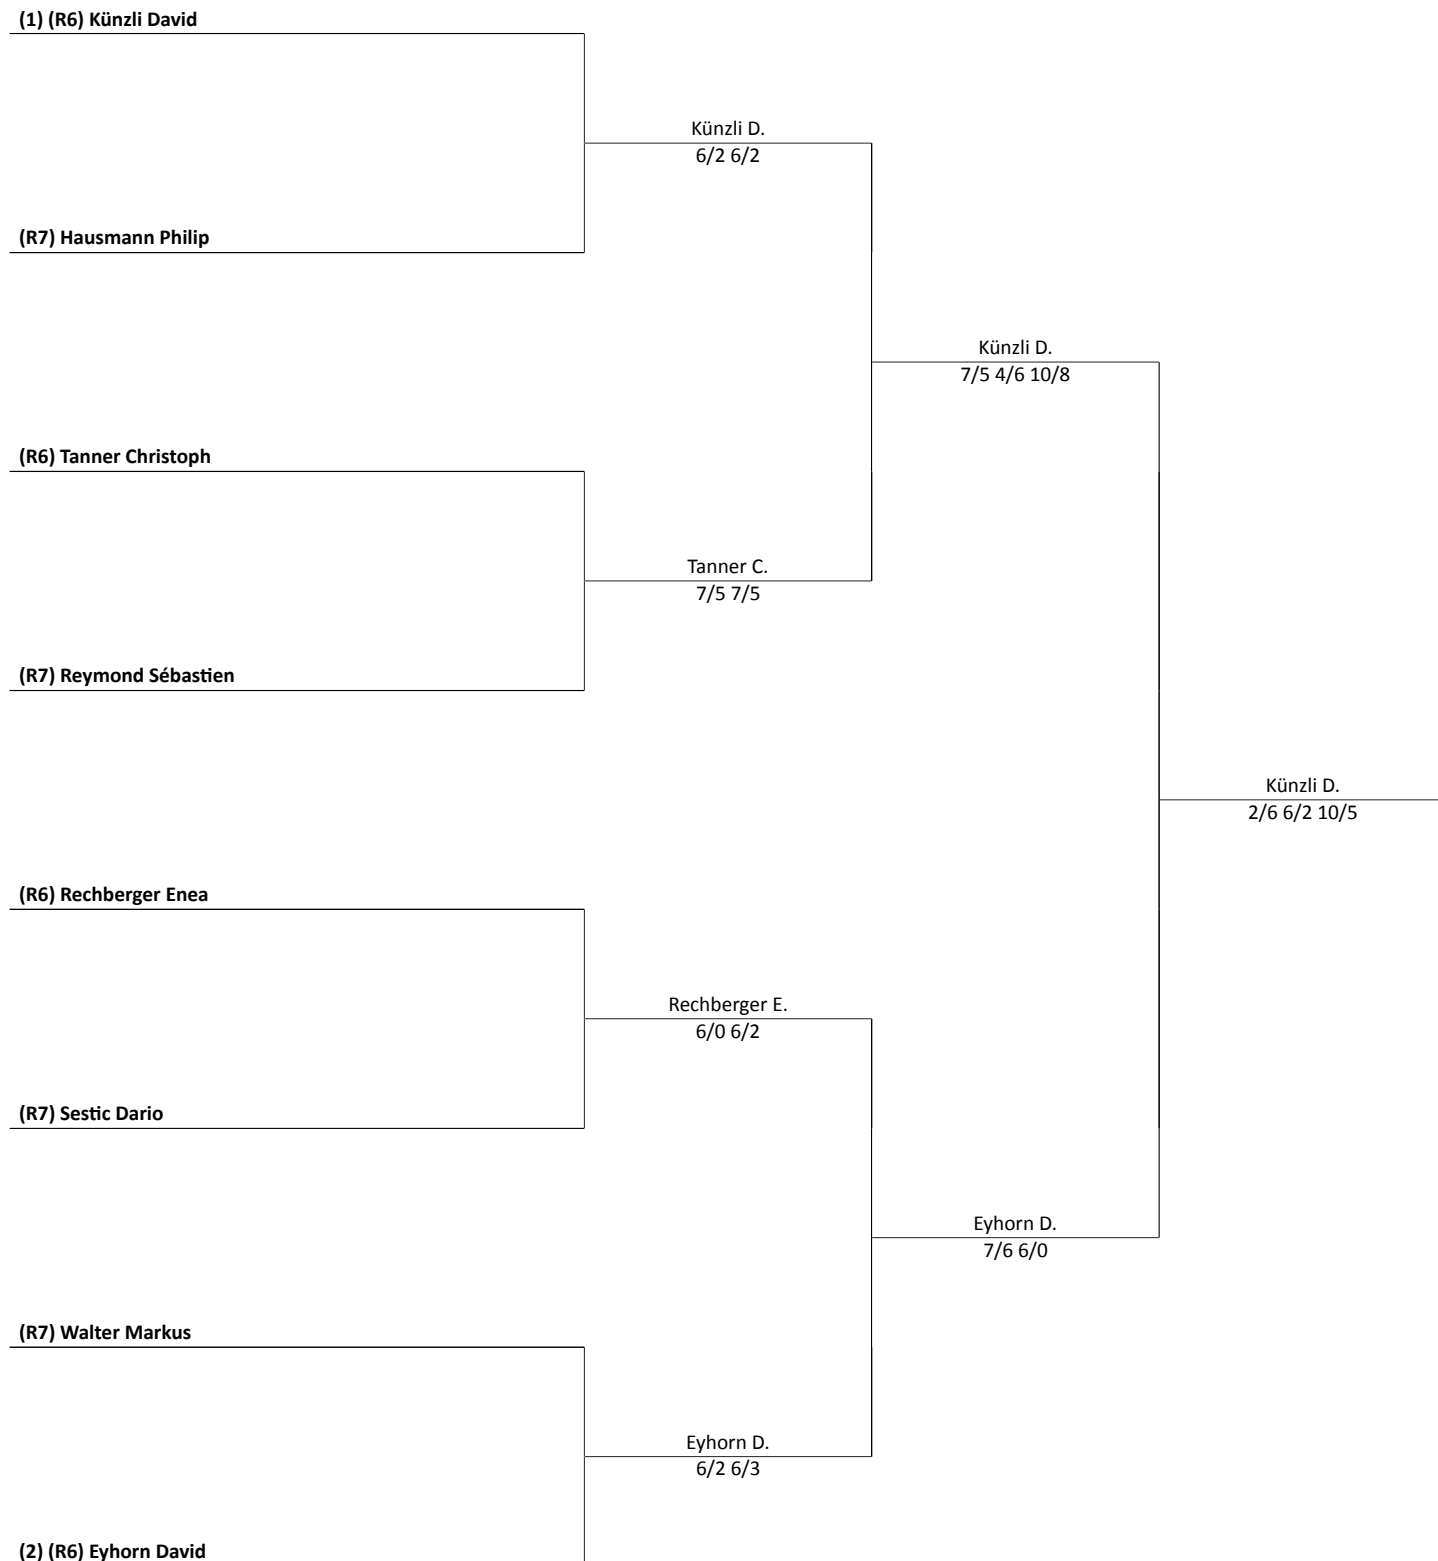 (1) (R6) Künzli David
Künzli D.
6/2 6/2
(R7) Hausmann Philip
Künzli D.
7/5 4/6 10/8
(R6) Tanner Christoph
Tanner C.
7/5 7/5
(R7) Reymond Sébastien
Künzli D.
2/6 6/2 10/5
(R6) Rechberger Enea
Rechberger E.
6/0 6/2
(R7) Sestic Dario
Eyhorn D.
7/6 6/0
(R7) Walter Markus
Eyhorn D.
6/2 6/3
(2) (R6) Eyhorn David